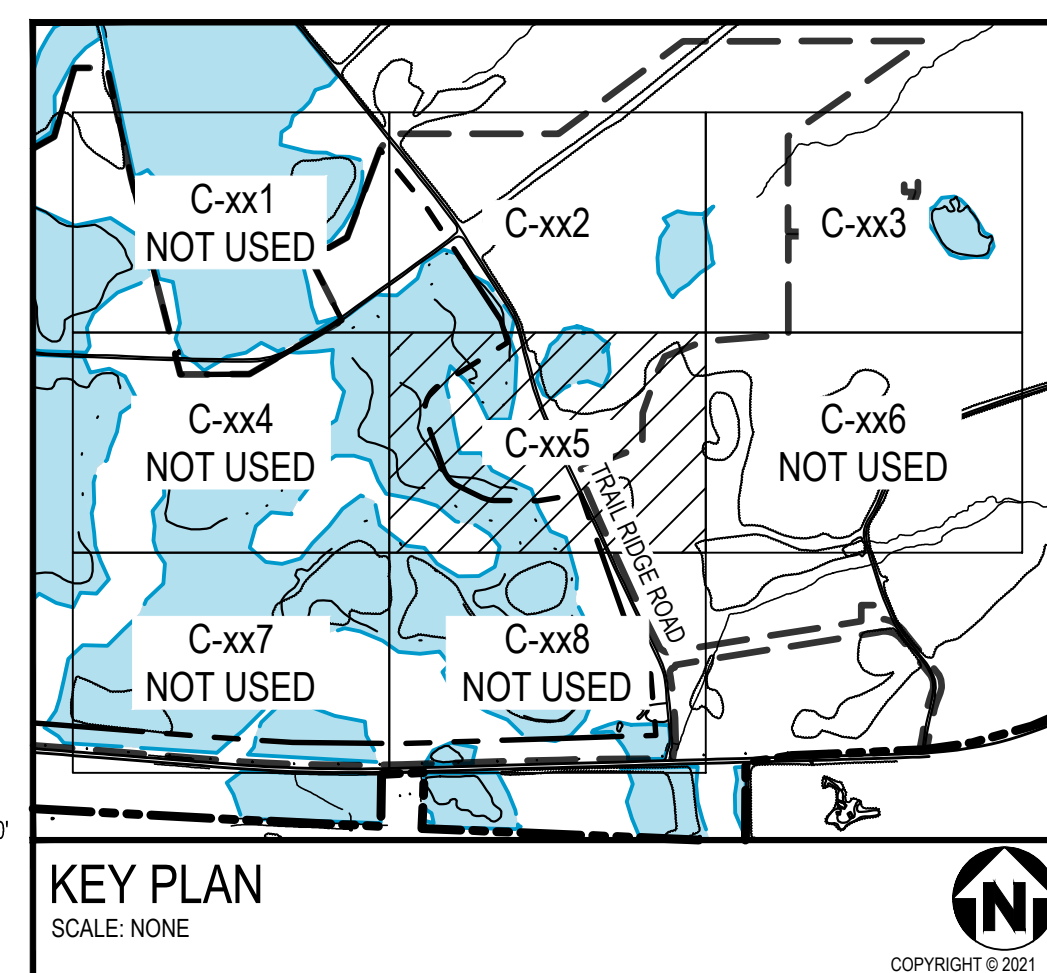 C-xx1
NOT USED
C-xx2
C-xx3
C-xx4
NOT USED
C-xx5
C-xx6
NOT USED
TRAIL RIDGE ROAD
C-xx7
NOT USED
C-xx8
NOT USED
0'
KEY PLAN
SCALE: NONE
N
COPYRIGHT © 2021